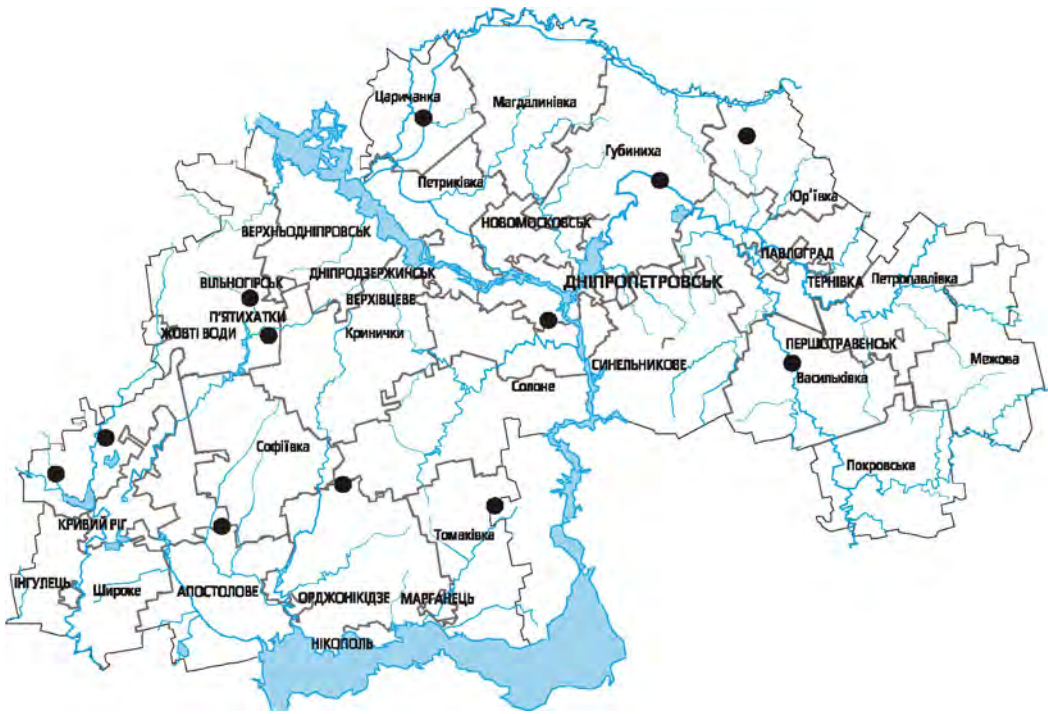 Царичанка
Магдалинівка
Губиниха
Петриківка
Юр'ївка
НОВОМОСКОВСЬК
ВЕРХНЬОДНІПРОВСЬК
ПАВЛОГРАД
ДНІПРОДЗЕРЖИНСЬК
ДНІПРОПЕТРОВСЬК
ТЕРНІВКА
Петропавлівка
ВІЛЬНОГІРСЬК
ВЕРХІВЦЕВЕ
П'ЯТИХАТКИ
ЖОВТІ ВОДИ
Кринички
ПЕРШОТРАВЕНСЬК
Межова
СИНЕЛЬНИКОВЕ
Васильківка
Солоне
Софіївка
Покровське
КРИВИЙ РІГ
Томаківка
ІНГУЛЕЦЬ
Широке
АПОСТОЛОВЕ
ОРДЖОНІКІДЗЕ
МАРГАНЕЦЬ
НІКОПОЛЬ